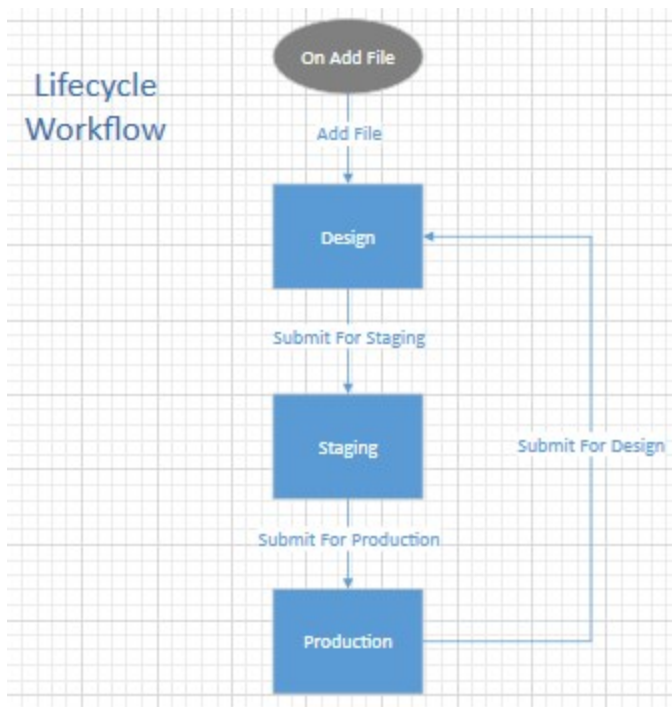 On Add File
Lifecycle
Workflow
Add File
Design
Submit For Staging
Staging
Submit For Design
Submit For Production
Production